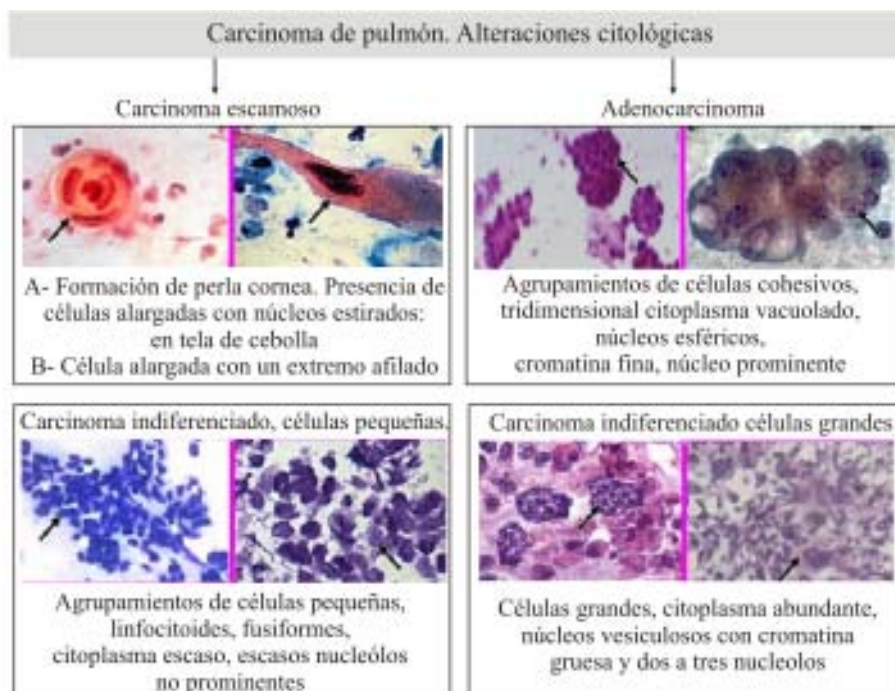 Carcinoma de pulmón. Alteraciones citológicas
Carcinoma escamoso
A- Formación de perla cornea. Presencia de
células alargadas con núcleos estirados:
en tela de cebolla
B- Célula alargada con un extremo afilado
Adenocarcinoma
Agrupamientos de células cohesivos,
tridimensional citoplasma vacuolado,
núcleos esféricos,
cromatina fina, núcleo prominente
Carcinoma indiferenciado, células pequeñas,
Agrupamientos de células pequeñas,
linfocitoides, fusiformes,
citoplasma escaso, escasos nucleólos
no prominentes
Carcinoma indiferenciado células grandes
Células grandes, citoplasma abundante,
núcleos vesiculosos con cromatina
gruesa y dos a tres nucleolos